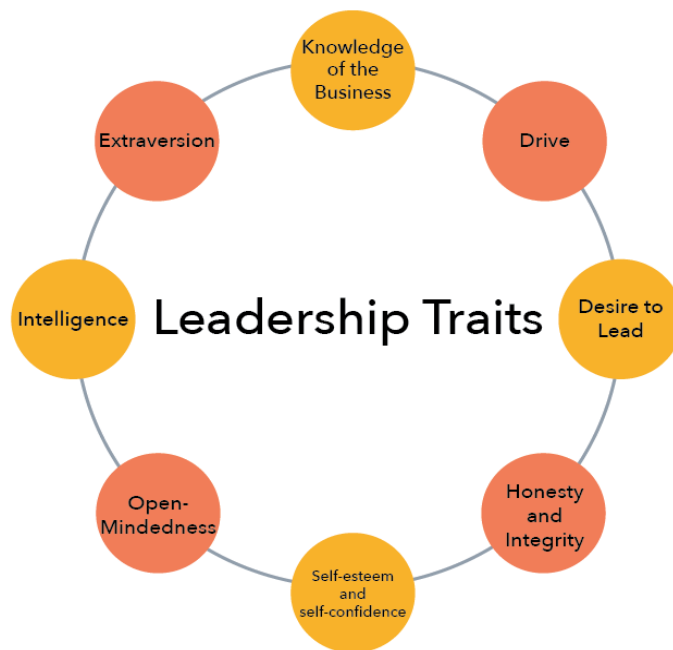 Knowledge
of the
Business
Extraversion
Drive
Intelligence
Leadership Traits
Desire to
Lead
Open-
Mindedness
Honesty
and
Integrity
Self-esteem
and
self-confidence